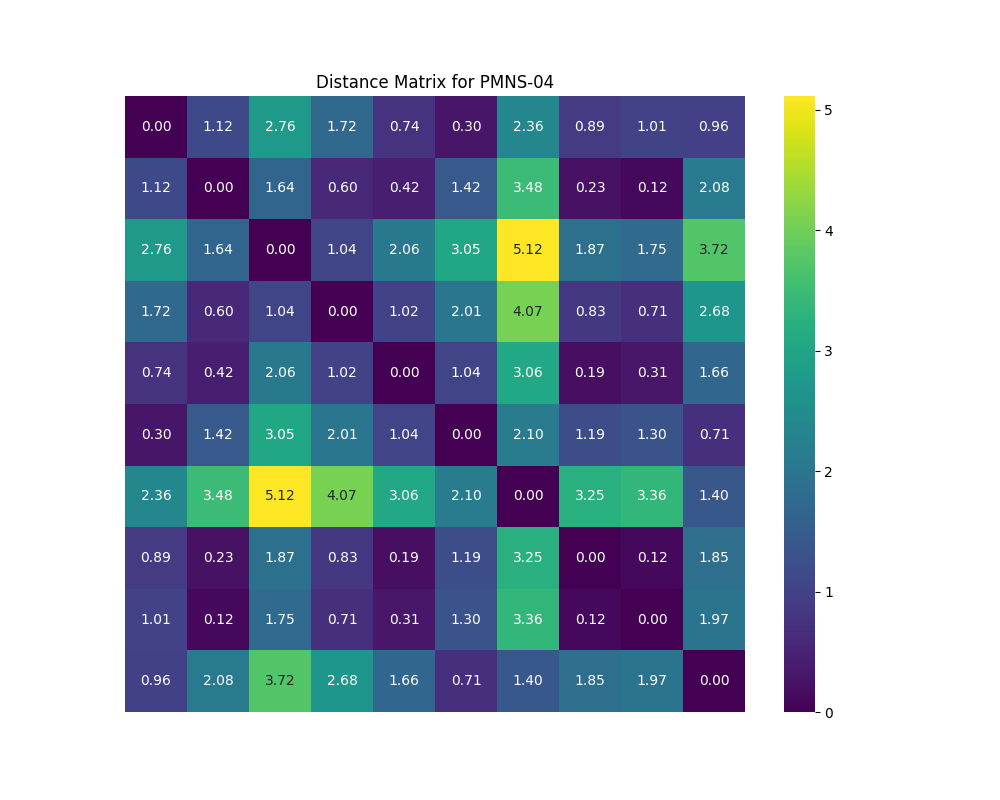 Distance Matrix for PMNS-04
0.00 1.12 2.76 1.72 0.74 0.30 2.36 0.89 1.01 0.96
1.12 0.00 1.64 0.60 0.42 1.42 3.48 0.23 0.12 2.08
2.76 1.64 0.00 1.04 2.06 3.05 5.12 1.87 1.75 3.72
1.72 0.60 1.04 0.00 1.02 2.01 4.07 0.83 0.71 2.68
0.74 0.42 2.06 1.02 0.00 1.04 3.06 0.19 0.31 1.66
0.30 1.42 3.05 2.01 1.04 0.00 2.10 1.19 1.30 0.71
2.36 3.48 5.12 4.07 3.06 2.10 0.00 3.25 3.36 1.40
0.89 0.23 1.87 0.83 0.19 1.19 3.25 0.00 0.12 1.85
1.01 0.12 1.75 0.71 0.31 1.30 3.36 0.12 0.00 1.97
0.96 2.08 3.72 2.68 1.66 0.71 1.40 1.85 1.97 0.00
5
4
3
2
1
0